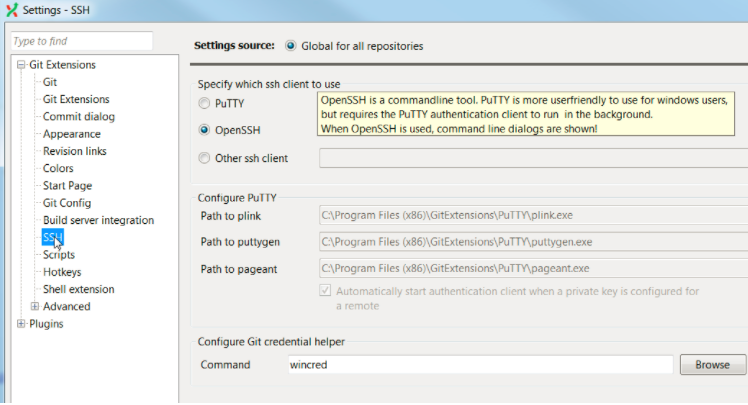 Settings - SSH
Type to find
Git Extensions
Git
Git Extensions
Commit dialog
Appearance
Revision links
Colors
Start Page
Git Config
Build server integration
SSH
Scripts
Hotkeys
Shell extension
Advanced
Plugins
Settings source: Global for all repositories
Specify which ssh client to use
PuTTY
OpenSSH
Other ssh client
OpenSSH is a commandline tool. PuTTY is more userfriendly to use for windows users,
but requires the PuTTY authentication client to run in the background.
When OpenSSH is used, command line dialogs are shown!
Configure PuTTY
Path to plink C:\Program Files (x86)\GitExtensions\PuTTY\plink.exe
Path to puttygen C:\Program Files (x86)\GitExtensions\PuTTY\puttygen.exe
Path to pageant C:\Program Files (x86)\GitExtensions\PuTTY\pageant.exe
Automatically start authentication client when a private key is configured for
a remote
Configure Git credential helper
Command wincred Browse